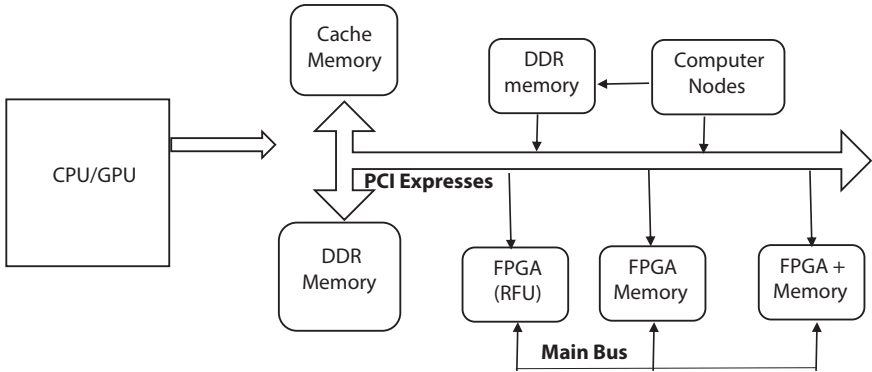 Cache
Memory
DDR
memory
Computer
Nodes
CPU/GPU
PCI Expresses
DDR
Memory
FPGA
(RFU)
FPGA
Memory
FPGA +
Memory
Main Bus